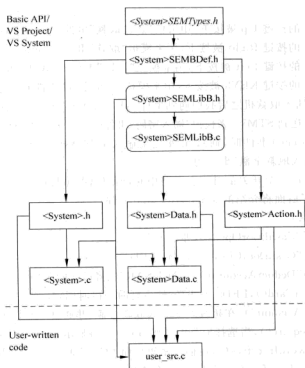 Basic API/
VS Project/
VS System
<System>SEMTypes.h
<System>SEMBDef.h
<System>SEMLibB.h
<System>SEMLibB.c
<System>.h
<System>Data.h
<System>Action.h
<System>.c
<System>Data.c
User-written
code
user_src.c